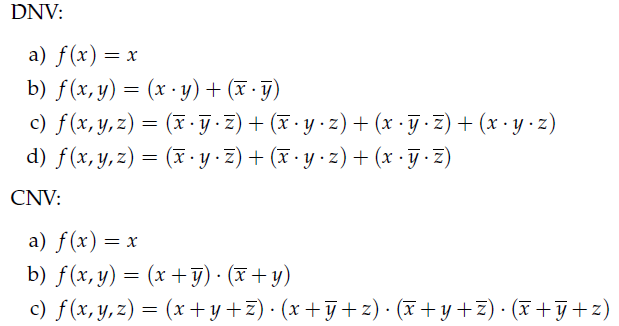 DNV:
a) f(x) = x
b) f(x, y) = (x · y) + (x̅ · y̅)
c) f(x, y, z) = (x̅ · y̅ · z̅) + (x̅ · y · z) + (x · y̅ · z̅) + (x · y · z)
d) f(x, y, z) = (x̅ · y · z̅) + (x̅ · y · z) + (x · y̅ · z̅)
CNV:
a) f(x) = x
b) f(x, y) = (x + y̅) · (x̅ + y)
c) f(x, y, z) = (x + y + z̅) · (x + y̅ + z) · (x̅ + y + z̅) · (x̅ + y̅ + z)